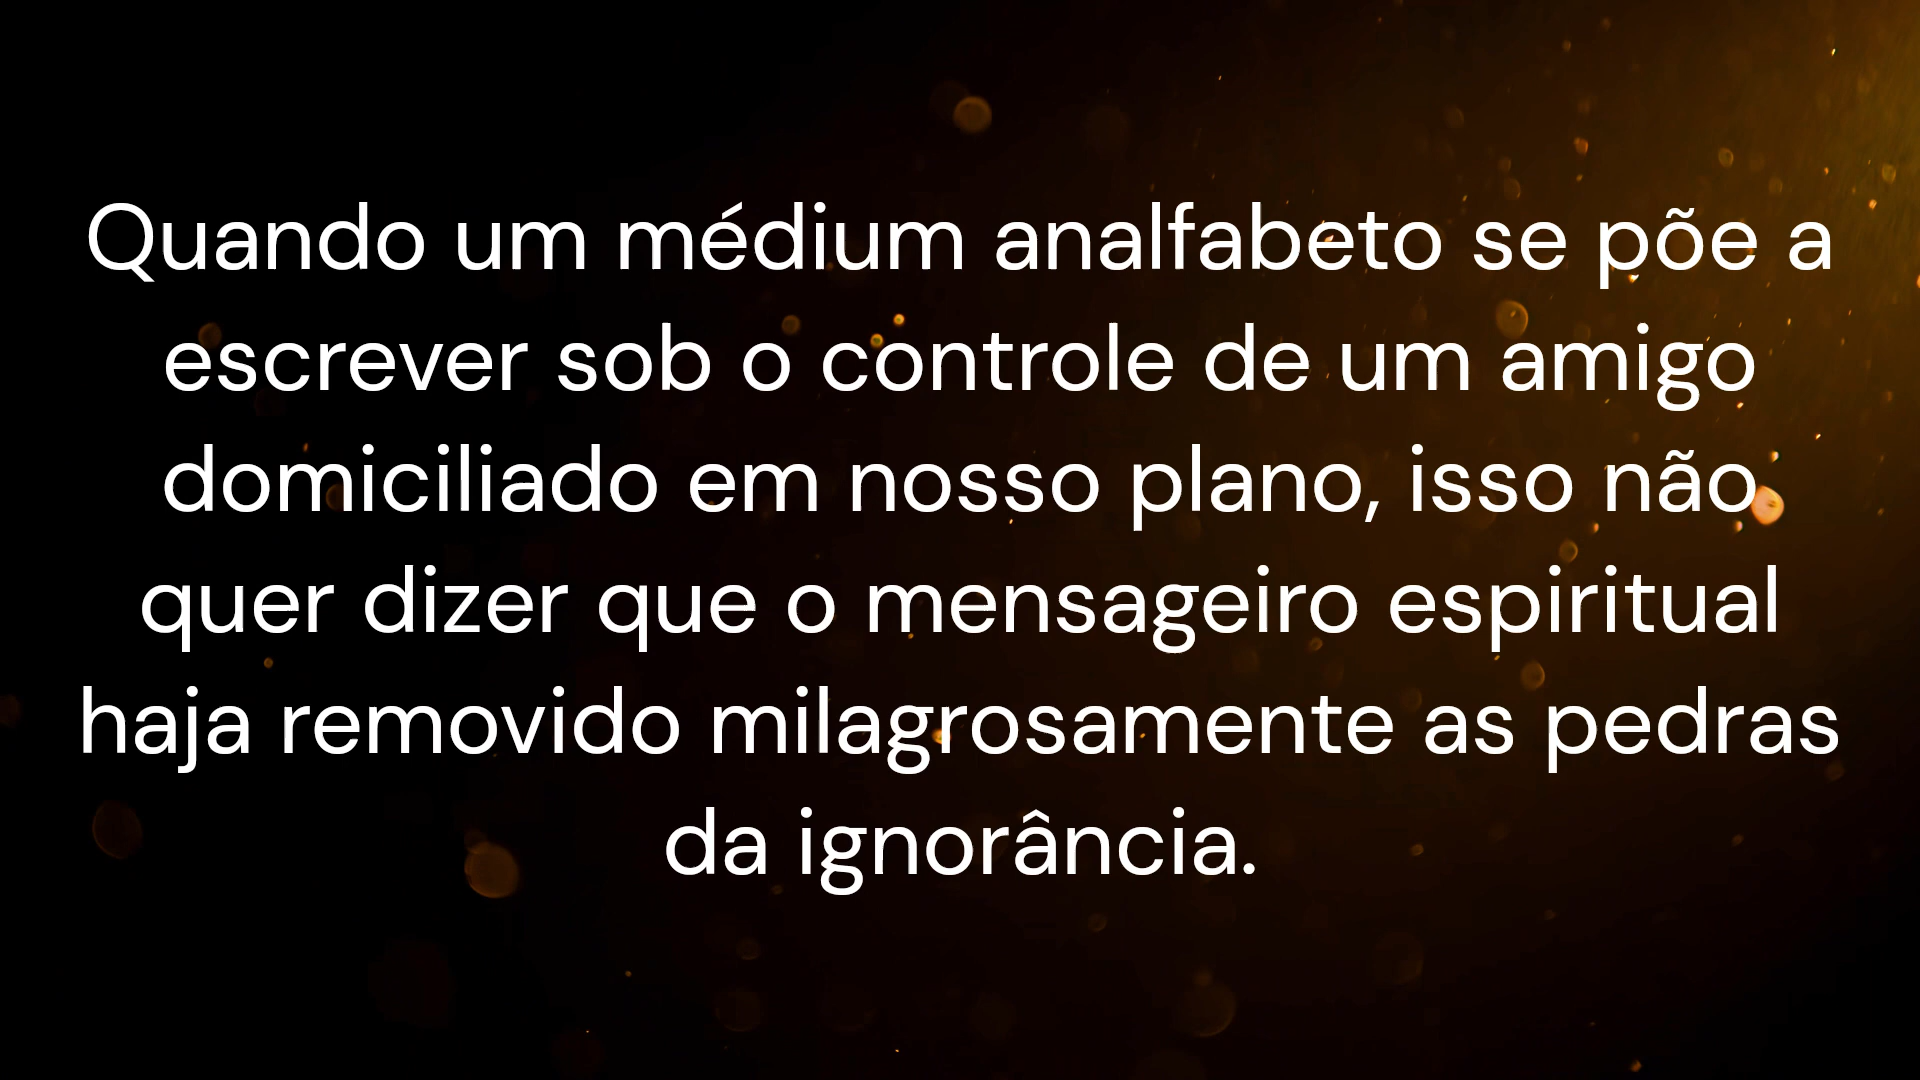 Quando um médium analfabeto se põe a
escrever sob o controle de um amigo
domiciliado em nosso plano, isso não
quer dizer que o mensageiro espiritual
haja removido milagrosamente as pedras
da ignorância.